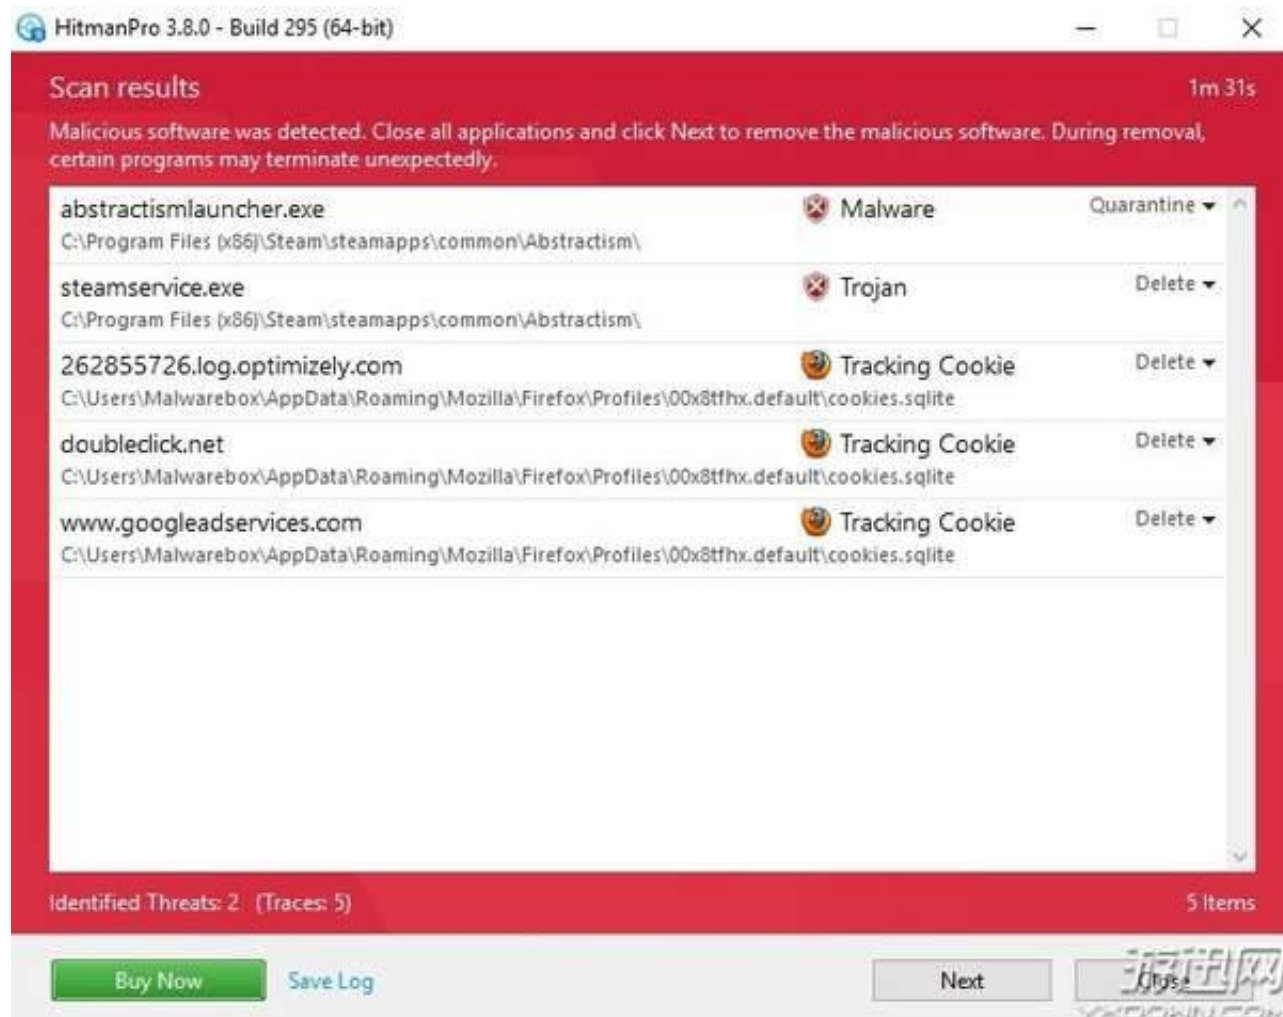 HitmanPro 3.8.0 - Build 295 (64-bit)
Scan results
1m 31s
Malicious software was detected. Close all applications and click Next to remove the malicious software. During removal,
certain programs may terminate unexpectedly.
abstractismlauncher.exe
Malware
Quarantine
C:\Program Files (x86)\Steam\steamapps\common\Abstractism\
steamservice.exe
Trojan
Delete
C:\Program Files (x86)\Steam\steamapps\common\Abstractism\
262855726.log.optimizely.com
Tracking Cookie
Delete
C:\Users\Malwarebox\AppData\Roaming\Mozilla\Firefox\Profiles\00x8tfhx.default\cookies.sqlite
doubleclick.net
Tracking Cookie
Delete
C:\Users\Malwarebox\AppData\Roaming\Mozilla\Firefox\Profiles\00x8tfhx.default\cookies.sqlite
www.googleadservices.com
Tracking Cookie
Delete
C:\Users\Malwarebox\AppData\Roaming\Mozilla\Firefox\Profiles\00x8tfhx.default\cookies.sqlite
Identified Threats: 2 (Traces: 5)
5 Items
Buy Now
Save Log
Next
Close
游迅网